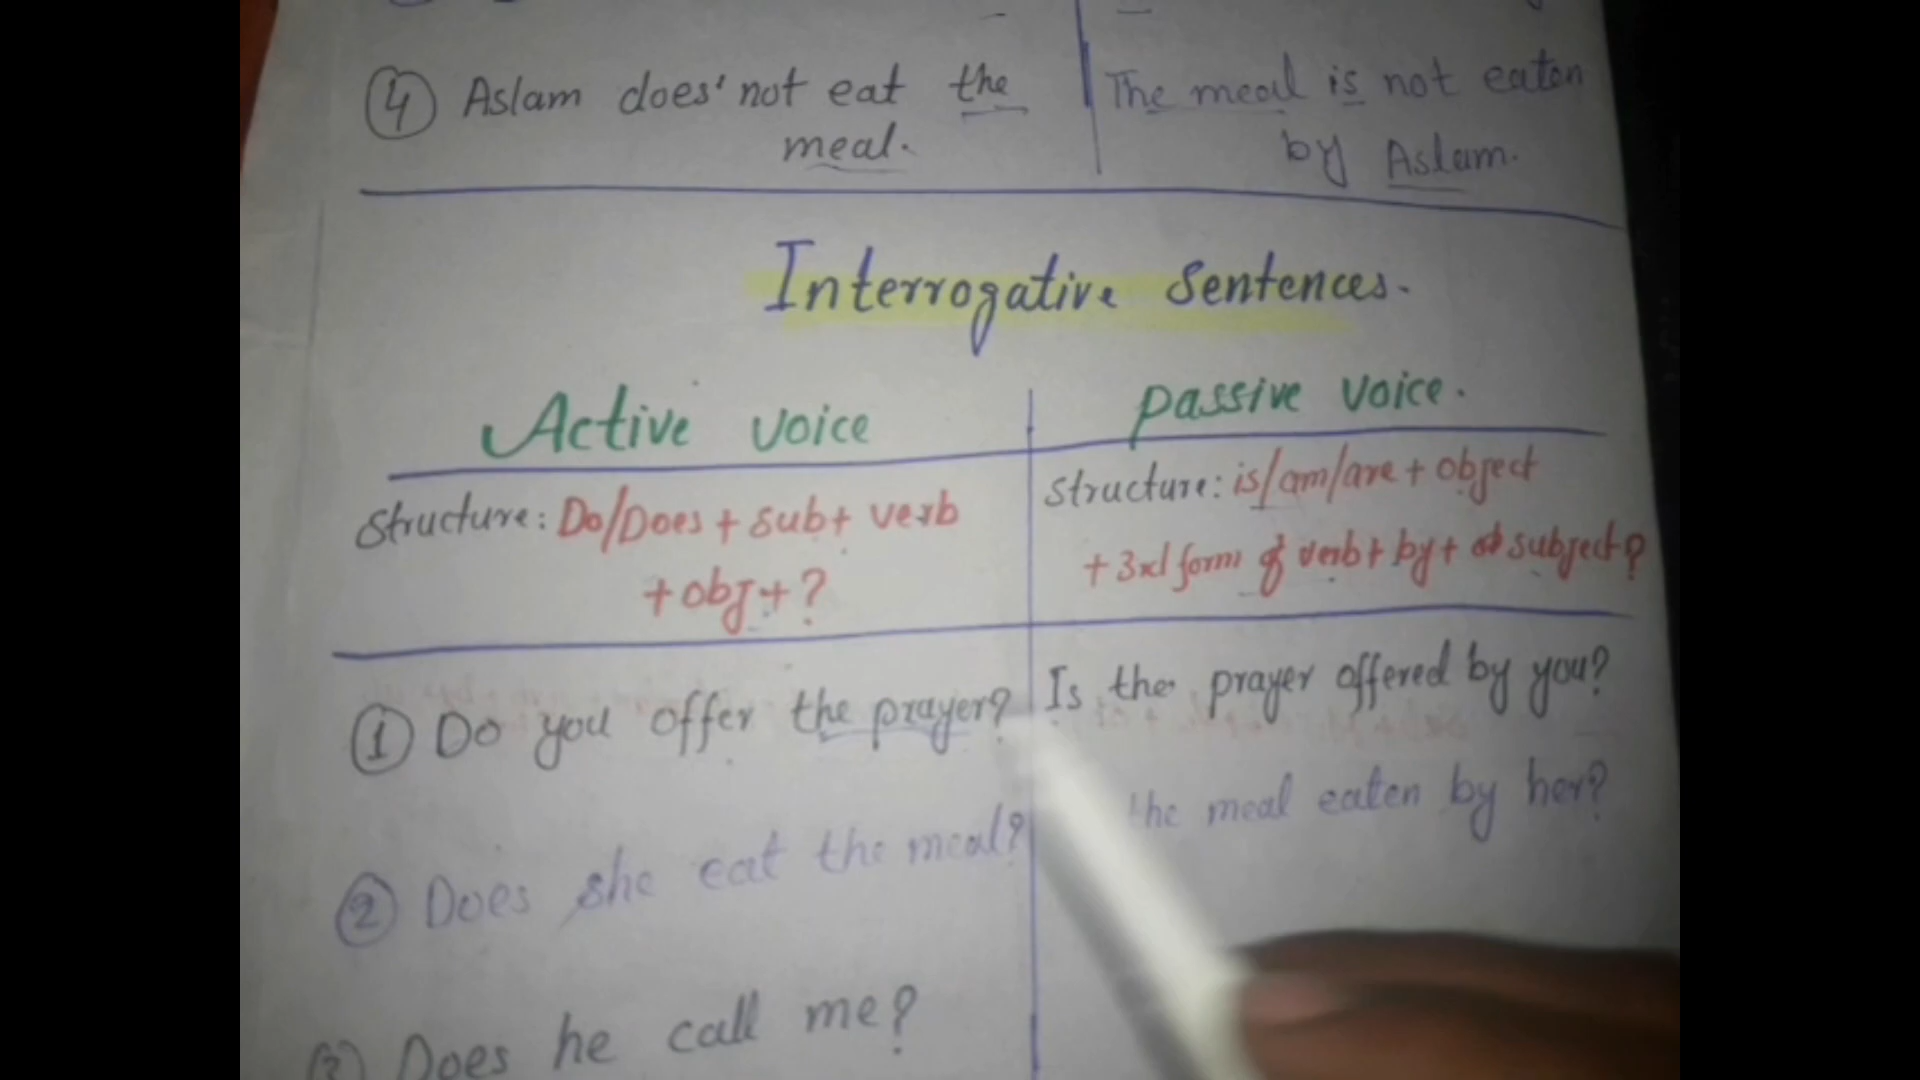 ④ Aslam does' not eat the
meal.
The meal is not eaten
by Aslam.
Interrogative Sentences.
Active voice
Structure: Do/Does + sub + verb
+ obj + ?
passive voice.
Structure: is/am/are + object
+ 3rd form of verb + by + subject?
① Do you offer the prayer?
Is the prayer offered by you?
② Does she eat the meal?
the meal eaten by her?
Does he call me?